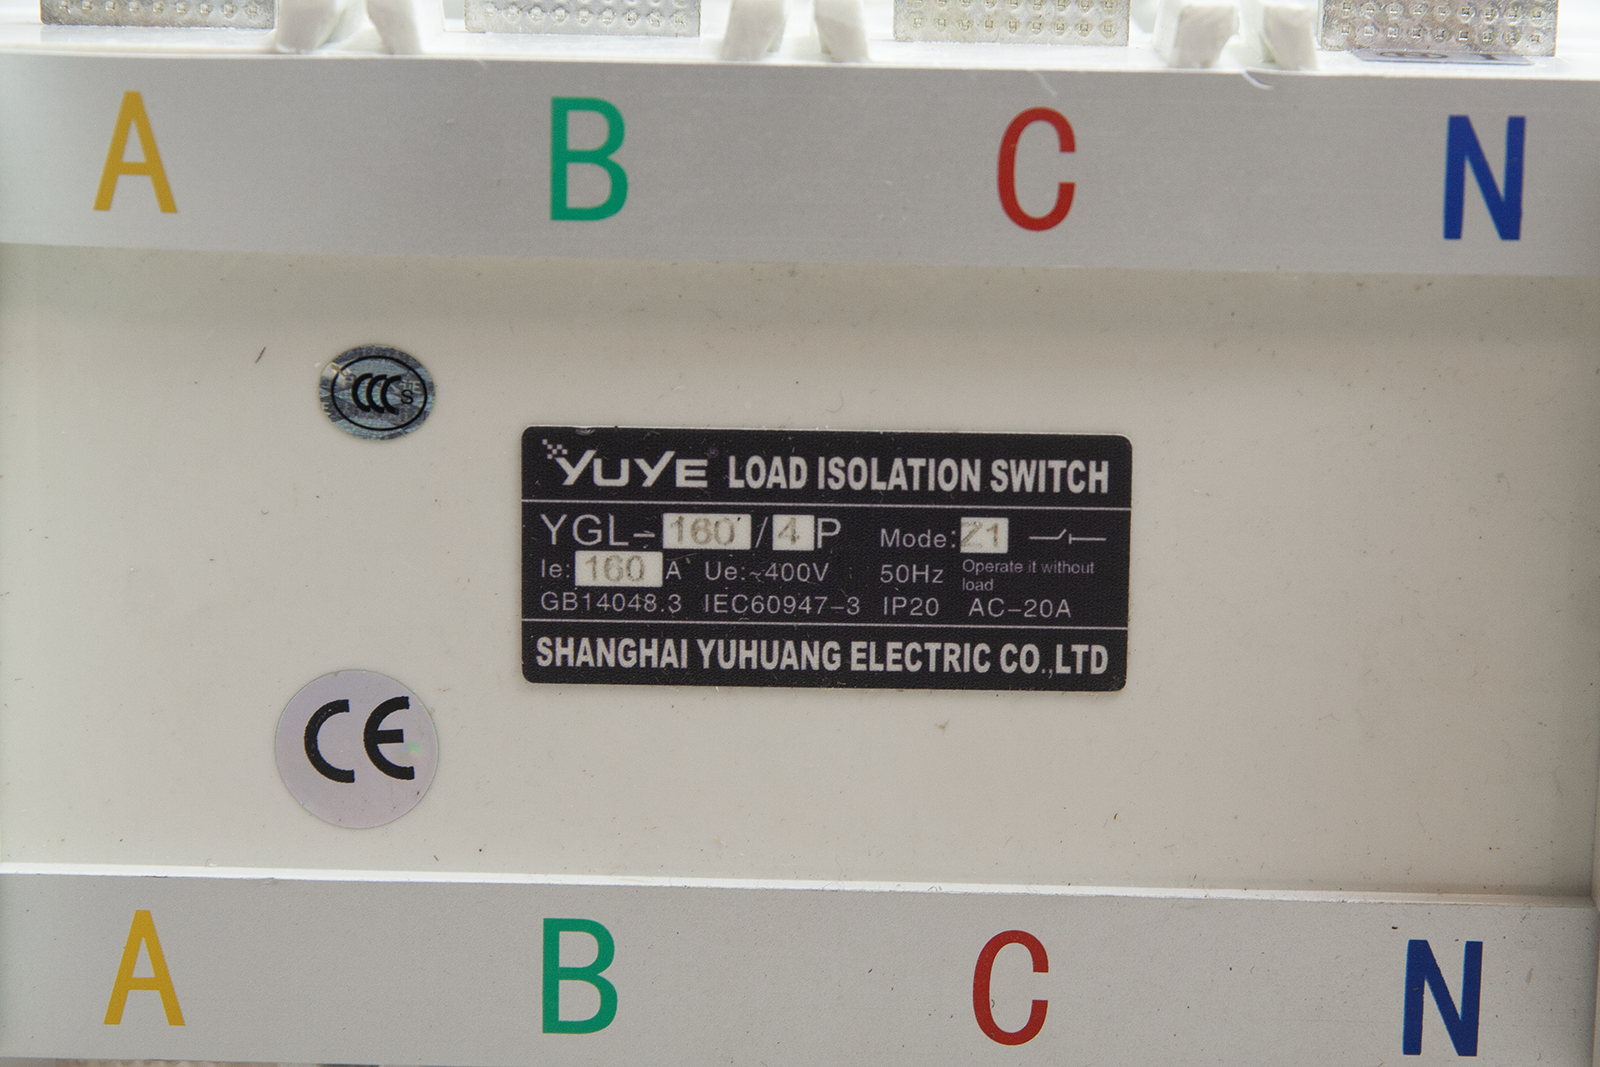 A B C N
CCC S
YUYE LOAD ISOLATION SWITCH
YGL-160/4P Mode:Z1
Ie:160A Ue:~400V 50Hz Operate it without load
GB14048.3 IEC60947-3 IP20 AC-20A
SHANGHAI YUHUANG ELECTRIC CO.,LTD
CE
A B C N